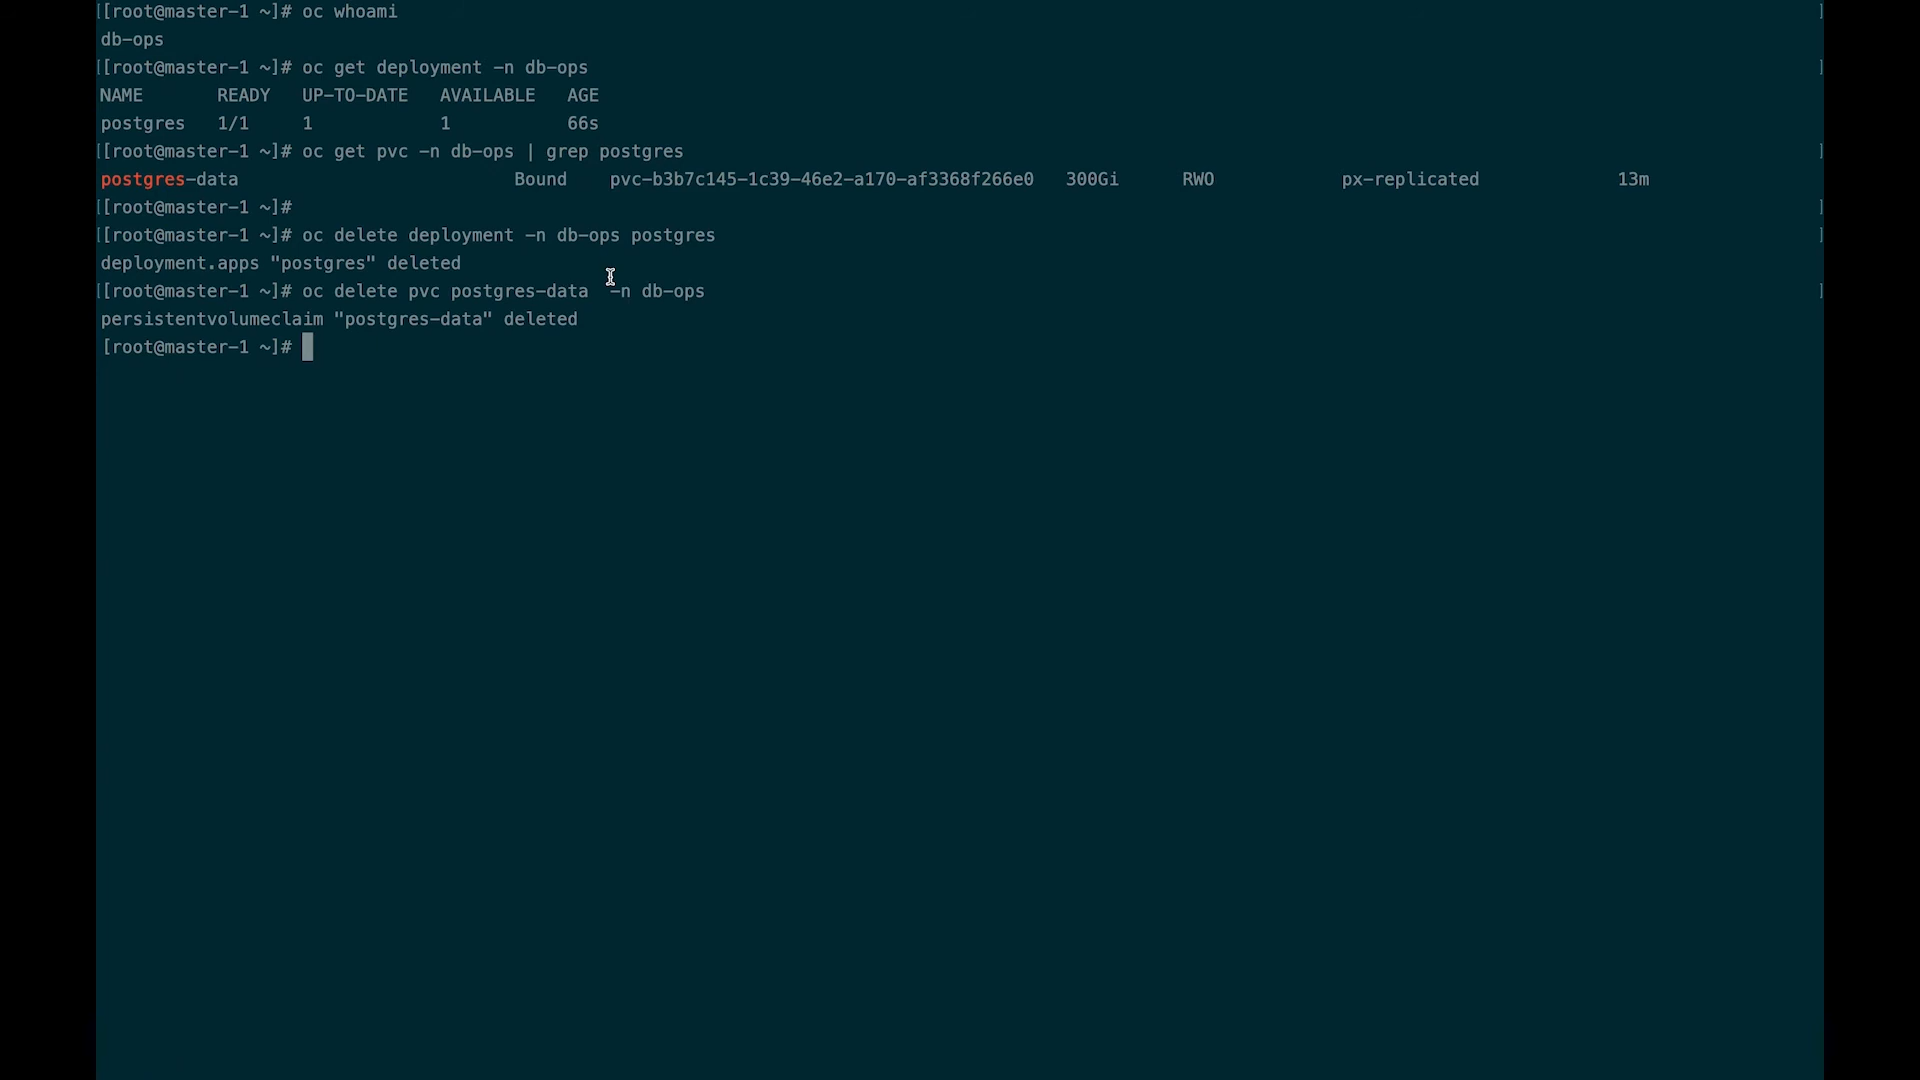 [[root@master-1 ~]# oc whoami ]
db-ops
[[root@master-1 ~]# oc get deployment -n db-ops ]
NAME READY UP-TO-DATE AVAILABLE AGE
postgres 1/1 1 1 66s
[[root@master-1 ~]# oc get pvc -n db-ops | grep postgres ]
postgres-data Bound pvc-b3b7c145-1c39-46e2-a170-af3368f266e0 300Gi RWO px-replicated 13m
[[root@master-1 ~]# ]
[[root@master-1 ~]# oc delete deployment -n db-ops postgres ]
deployment.apps "postgres" deleted
[[root@master-1 ~]# oc delete pvc postgres-data -n db-ops ]
persistentvolumeclaim "postgres-data" deleted
[root@master-1 ~]#